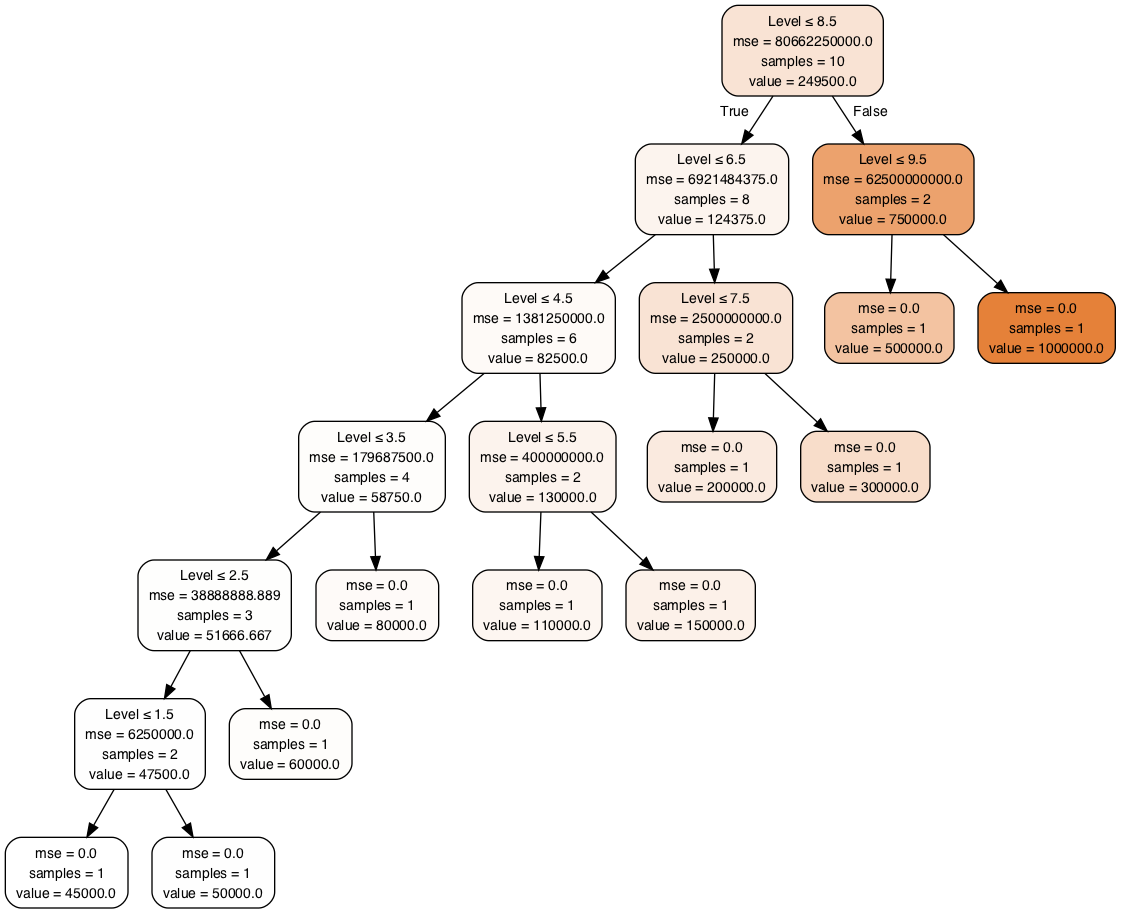 Level ≤ 8.5
mse = 80662250000.0
samples = 10
value = 249500.0
True
False
Level ≤ 6.5
mse = 6921484375.0
samples = 8
value = 124375.0
Level ≤ 9.5
mse = 62500000000.0
samples = 2
value = 750000.0
Level ≤ 4.5
mse = 1381250000.0
samples = 6
value = 82500.0
Level ≤ 7.5
mse = 2500000000.0
samples = 2
value = 250000.0
mse = 0.0
samples = 1
value = 500000.0
mse = 0.0
samples = 1
value = 1000000.0
Level ≤ 3.5
mse = 179687500.0
samples = 4
value = 58750.0
Level ≤ 5.5
mse = 400000000.0
samples = 2
value = 130000.0
mse = 0.0
samples = 1
value = 200000.0
mse = 0.0
samples = 1
value = 300000.0
Level ≤ 2.5
mse = 38888888.889
samples = 3
value = 51666.667
mse = 0.0
samples = 1
value = 80000.0
mse = 0.0
samples = 1
value = 110000.0
mse = 0.0
samples = 1
value = 150000.0
Level ≤ 1.5
mse = 6250000.0
samples = 2
value = 47500.0
mse = 0.0
samples = 1
value = 60000.0
mse = 0.0
samples = 1
value = 45000.0
mse = 0.0
samples = 1
value = 50000.0